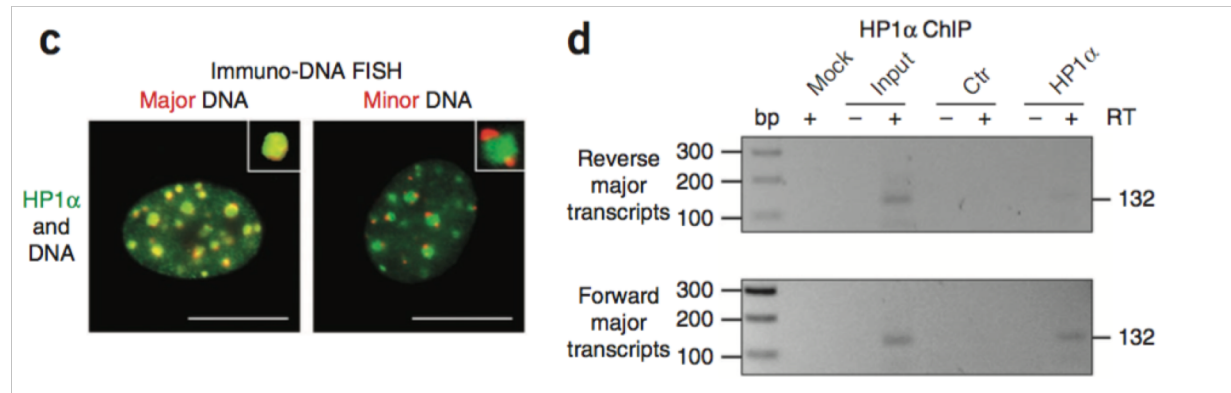 c
Immuno-DNA FISH
Major DNA
Minor DNA
HP1α
and
DNA
d
HP1α ChIP
Mock
Input
Ctr
HP1α
bp + − + − + − + RT
Reverse
major
transcripts
300
200
100
132
Forward
major
transcripts
300
200
100
132